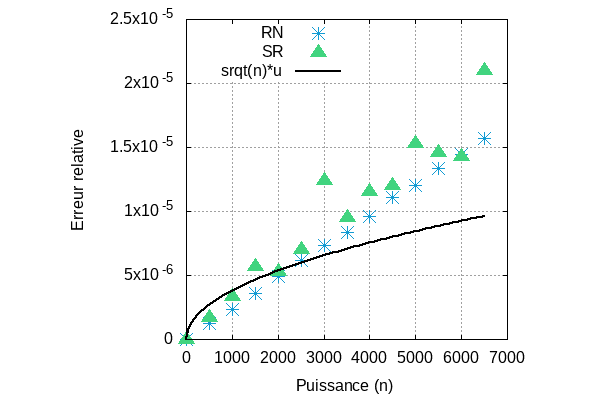 2.5x10 -5
2x10 -5
1.5x10 -5
1x10 -5
5x10 -6
0
RN
SR
srqt(n)*u
Erreur relative
0 1000 2000 3000 4000 5000 6000 7000
Puissance (n)